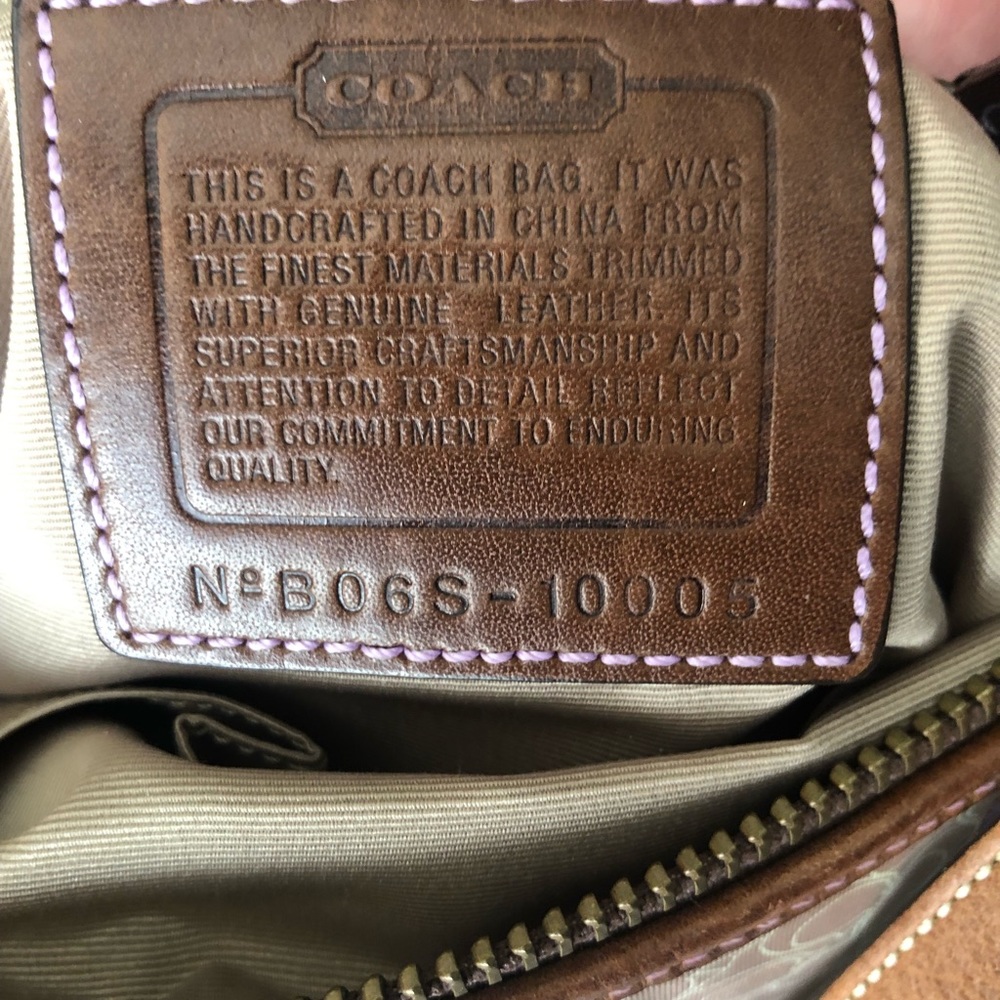 COACH
THIS IS A COACH BAG. IT WAS
HANDCRAFTED IN CHINA FROM
THE FINEST MATERIALS TRIMMED
WITH GENUINE LEATHER. ITS
SUPERIOR CRAFTSMANSHIP AND
ATTENTION TO DETAIL REFLECT
OUR COMMITMENT TO ENDURING
QUALITY.
Nº B06S-10005